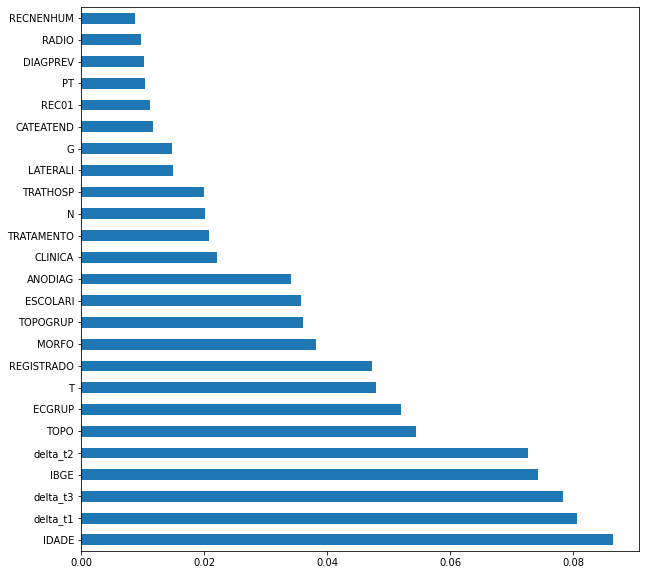 RECNENHUM
RADIO
DIAGPREV
PT
REC01
CATEATEND
G
LATERALI
TRATHOSP
N
TRATAMENTO
CLINICA
ANODIAG
ESCOLARI
TOPOGRUP
MORFO
REGISTRADO
T
ECGRUP
TOPO
delta_t2
IBGE
delta_t3
delta_t1
IDADE
0.00 0.02 0.04 0.06 0.08